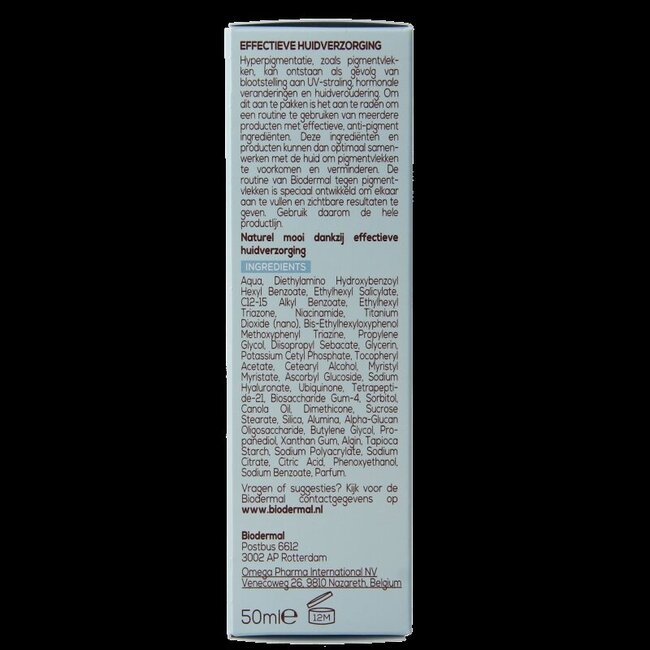 EFFECTIEVE HUIDVERZORGING
Hyperpigmentatie, zoals pigmentvlek-
ken, kan ontstaan als gevolg van
blootstelling aan UV-straling, hormonale
veranderingen en huidveroudering. Om
dit aan te pakken is het aan te raden om
een routine te gebruiken van meerdere
producten met effectieve, anti-pigment
ingrediënten. Deze ingrediënten en
producten kunnen dan optimaal samen-
werken met de huid om pigmentvlekken
te voorkomen en verminderen. De
routine van Biodermal tegen pigment-
vlekken is speciaal ontwikkeld om elkaar
aan te vullen en zichtbare resultaten te
geven. Gebruik daarom de hele
productlijn.
Naturel mooi dankzij effectieve
huidverzorging
INGREDIENTS
Aqua, Diethylamino Hydroxybenzoyl
Hexyl Benzoate, Ethylhexyl Salicylate,
C12-15 Alkyl Benzoate, Ethylhexyl
Triazone, Niacinamide, Titanium
Dioxide (nano), Bis-Ethylhexyloxyphenol
Methoxyphenyl Triazine, Propylene
Glycol, Diisopropyl Sebacate, Glycerin,
Potassium Cetyl Phosphate, Tocopheryl
Acetate, Cetearyl Alcohol, Myristyl
Myristate, Ascorbyl Glucoside, Sodium
Hyaluronate, Ubiquinone, Tetrapepti-
de-21, Biosaccharide Gum-4, Sorbitol,
Canola Oil, Dimethicone, Sucrose
Stearate, Silica, Alumina, Alpha-Glucan
Oligosaccharide, Butylene Glycol, Pro-
panediol, Xanthan Gum, Algin, Tapioca
Starch, Sodium Polyacrylate, Sodium
Citrate, Citric Acid, Phenoxyethanol,
Sodium Benzoate, Parfum.
Vragen of suggesties? Kijk voor de
Biodermal contactgegevens op
www.biodermal.nl
Biodermal
Postbus 6612
3002 AP Rotterdam
Omega Pharma International NV
Venecoweg 26, 9810 Nazareth, Belgium
50ml℮ 12M